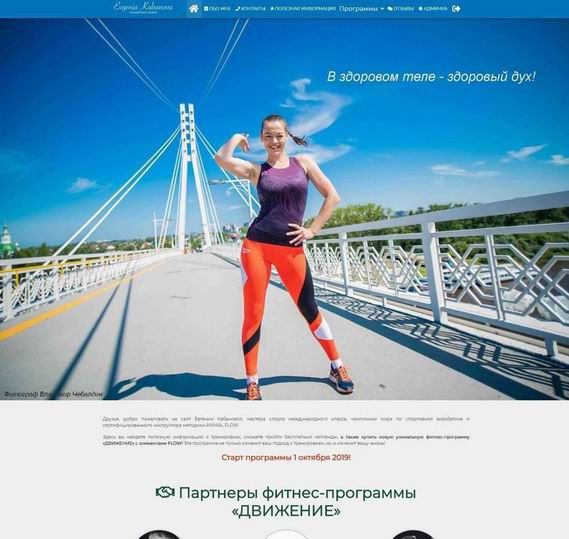 Evgenia Kabanova
ОБО МНЕ КОНТАКТЫ ПОЛЕЗНАЯ ИНФОРМАЦИЯ Программы ОТЗЫВЫ АДМИНКА
В здоровом теле - здоровый дух!
Фотограф Владимир Чебалдин
Друзья, добро пожаловать на сайт Евгении Кабановой, мастера спорта международного класса, чемпионки мира по спортивной акробатике и
сертифицированного инструктора методики ANIMAL FLOW.
Здесь вы найдете полезную информацию о тренировках, сможете пройти бесплатный челлендж, а также купить новую уникальную фитнес-программу
«ДВИЖЕНИЕ» с элементами FLOW! Эта программа не только изменит ваш подход к тренировкам, но и изменит вашу жизнь!
Старт программы 1 октября 2019!
Партнеры фитнес-программы
«ДВИЖЕНИЕ»